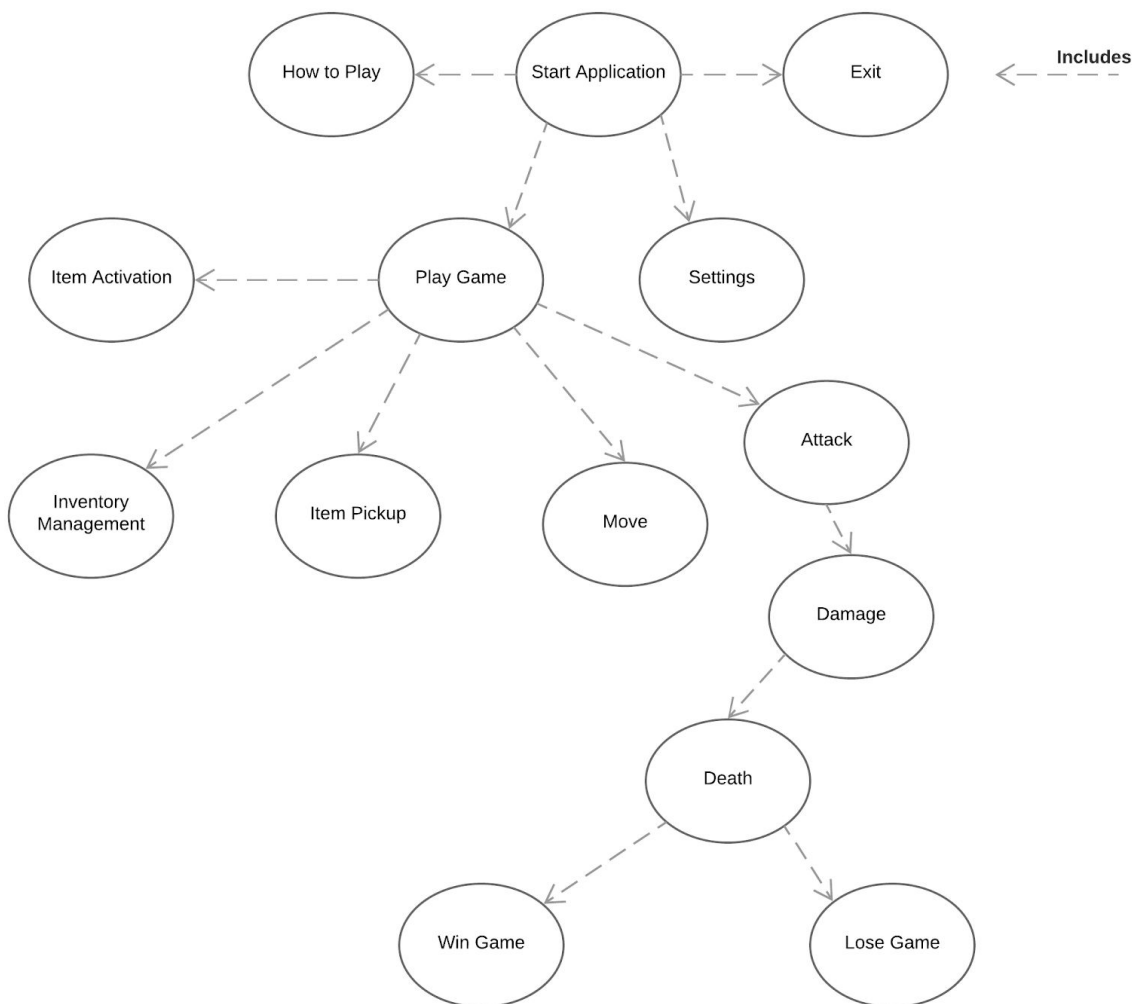 How to Play
Start Application
Exit
Includes
Item Activation
Play Game
Settings
Attack
Inventory
Management
Item Pickup
Move
Damage
Death
Win Game
Lose Game